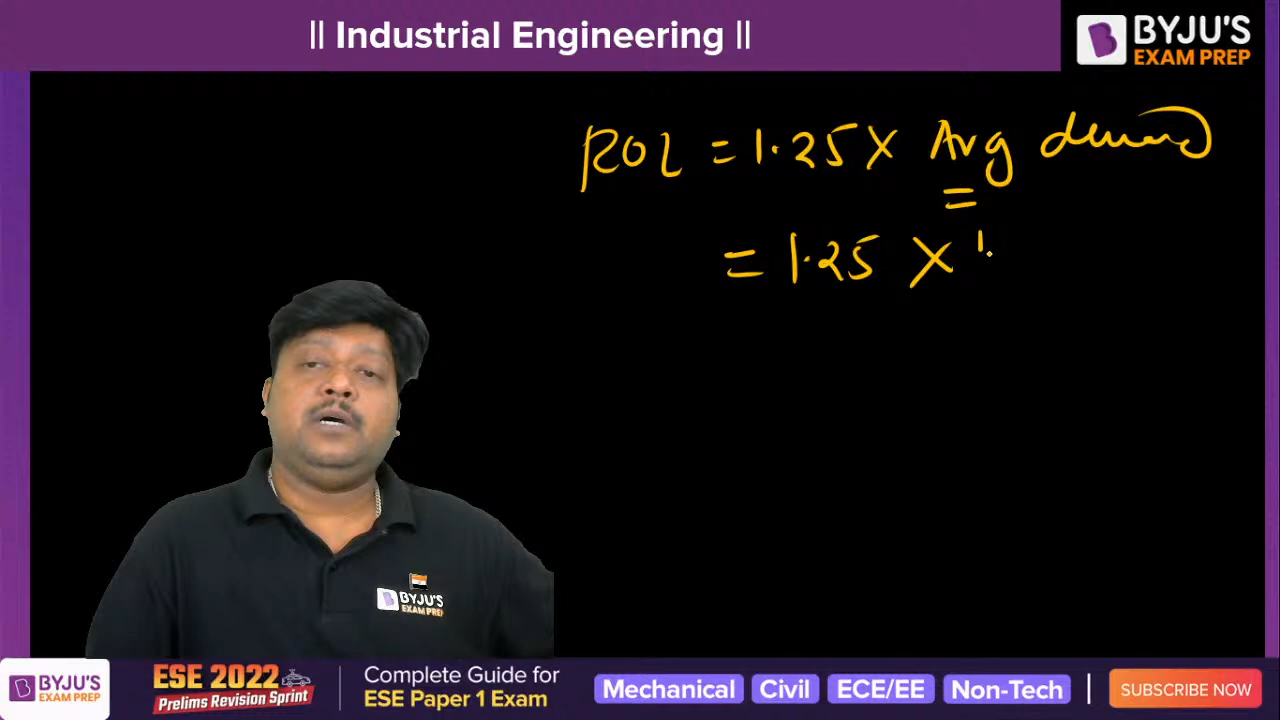 || Industrial Engineering ||
BYJU'S
EXAM PREP
ROL = 1.25 X Avg demand
= 1.25 X
BYJU'S
EXAM PREP
BYJU'S
EXAM PREP
ESE 2022
Prelims Revision Sprint
Complete Guide for
ESE Paper 1 Exam
Mechanical
Civil
ECE/EE
Non-Tech
SUBSCRIBE NOW